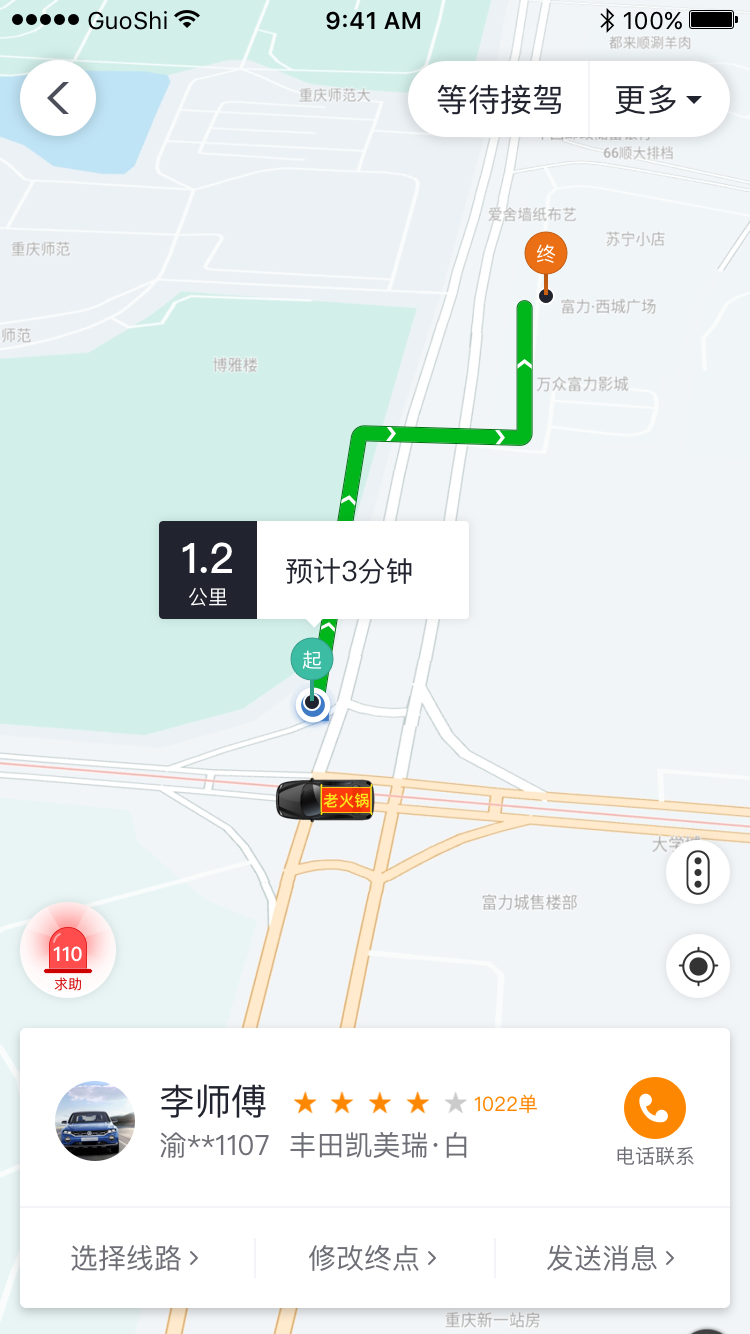 GuoShi
9:41 AM
100%
都来顺涮羊肉
重庆师范大
等待接驾
更多
66顺大排档
爱舍墙纸布艺
苏宁小店
重庆师范
终
富力·西城广场
师范
博雅楼
万众富力影城
1.2
公里
预计3分钟
起
老火锅
大学城
富力城售楼部
110
求助
李师傅
1022单
渝**1107
丰田凯美瑞·白
电话联系
选择线路
修改终点
发送消息
重庆新一站房